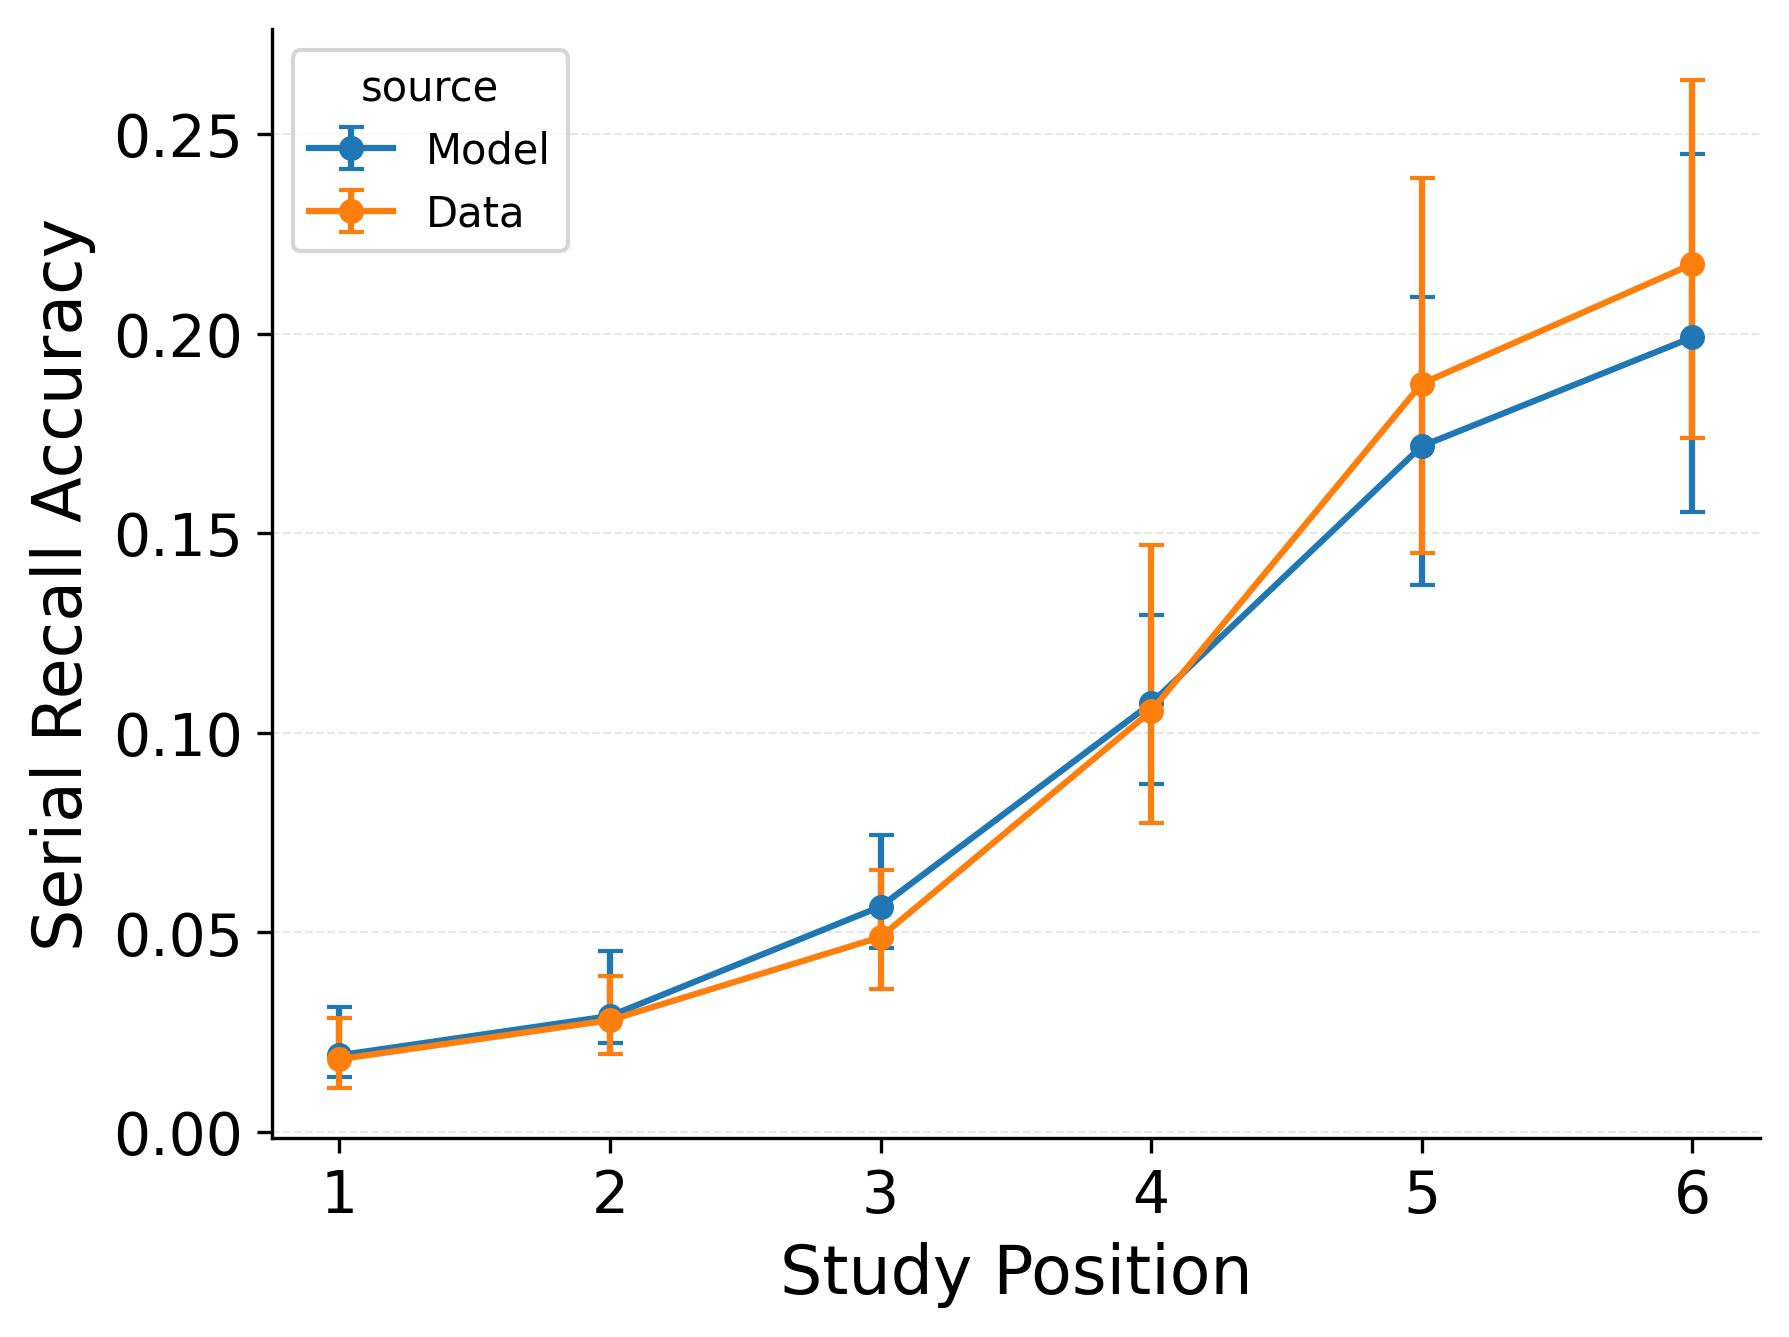 source
Model
Data
0.25
0.20
0.15
0.10
0.05
0.00
Serial Recall Accuracy
1 2 3 4 5 6
Study Position